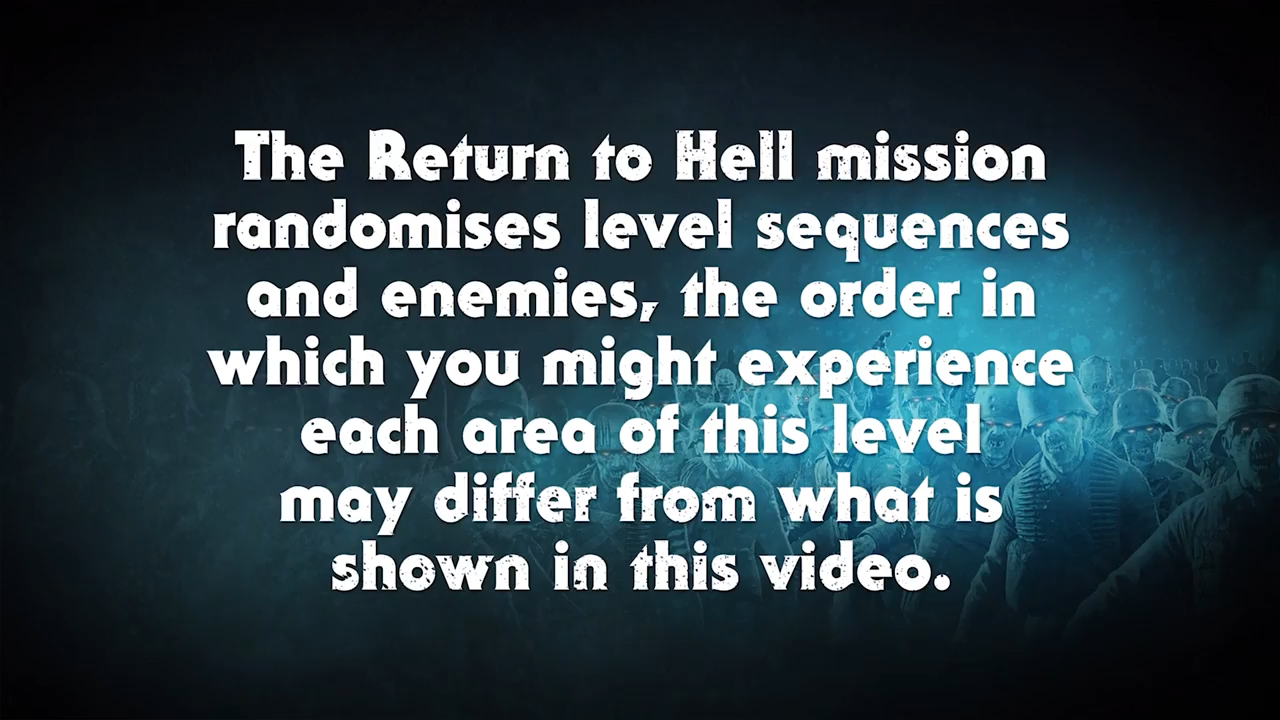 The Return to Hell mission
randomises level sequences
and enemies, the order in
which you might experience
each area of this level
may differ from what is
shown in this video.